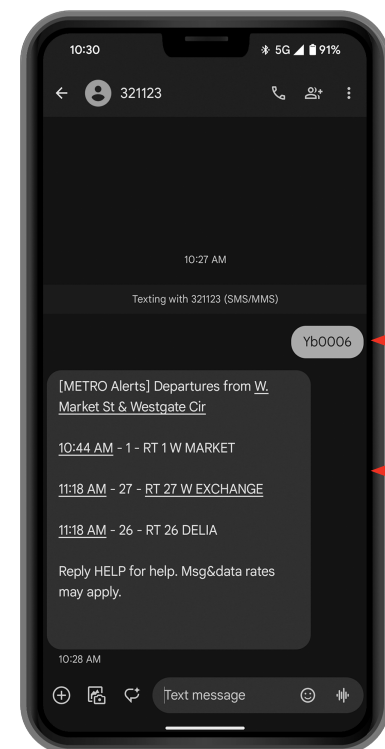 10:30
5G 91%
321123
10:27 AM
Texting with 321123 (SMS/MMS)
Yb0006
[METRO Alerts] Departures from W.
Market St & Westgate Cir
10:44 AM - 1 - RT 1 W MARKET
11:18 AM - 27 - RT 27 W EXCHANGE
11:18 AM - 26 - RT 26 DELIA
Reply HELP for help. Msg&data rates
may apply.
10:28 AM
Text message